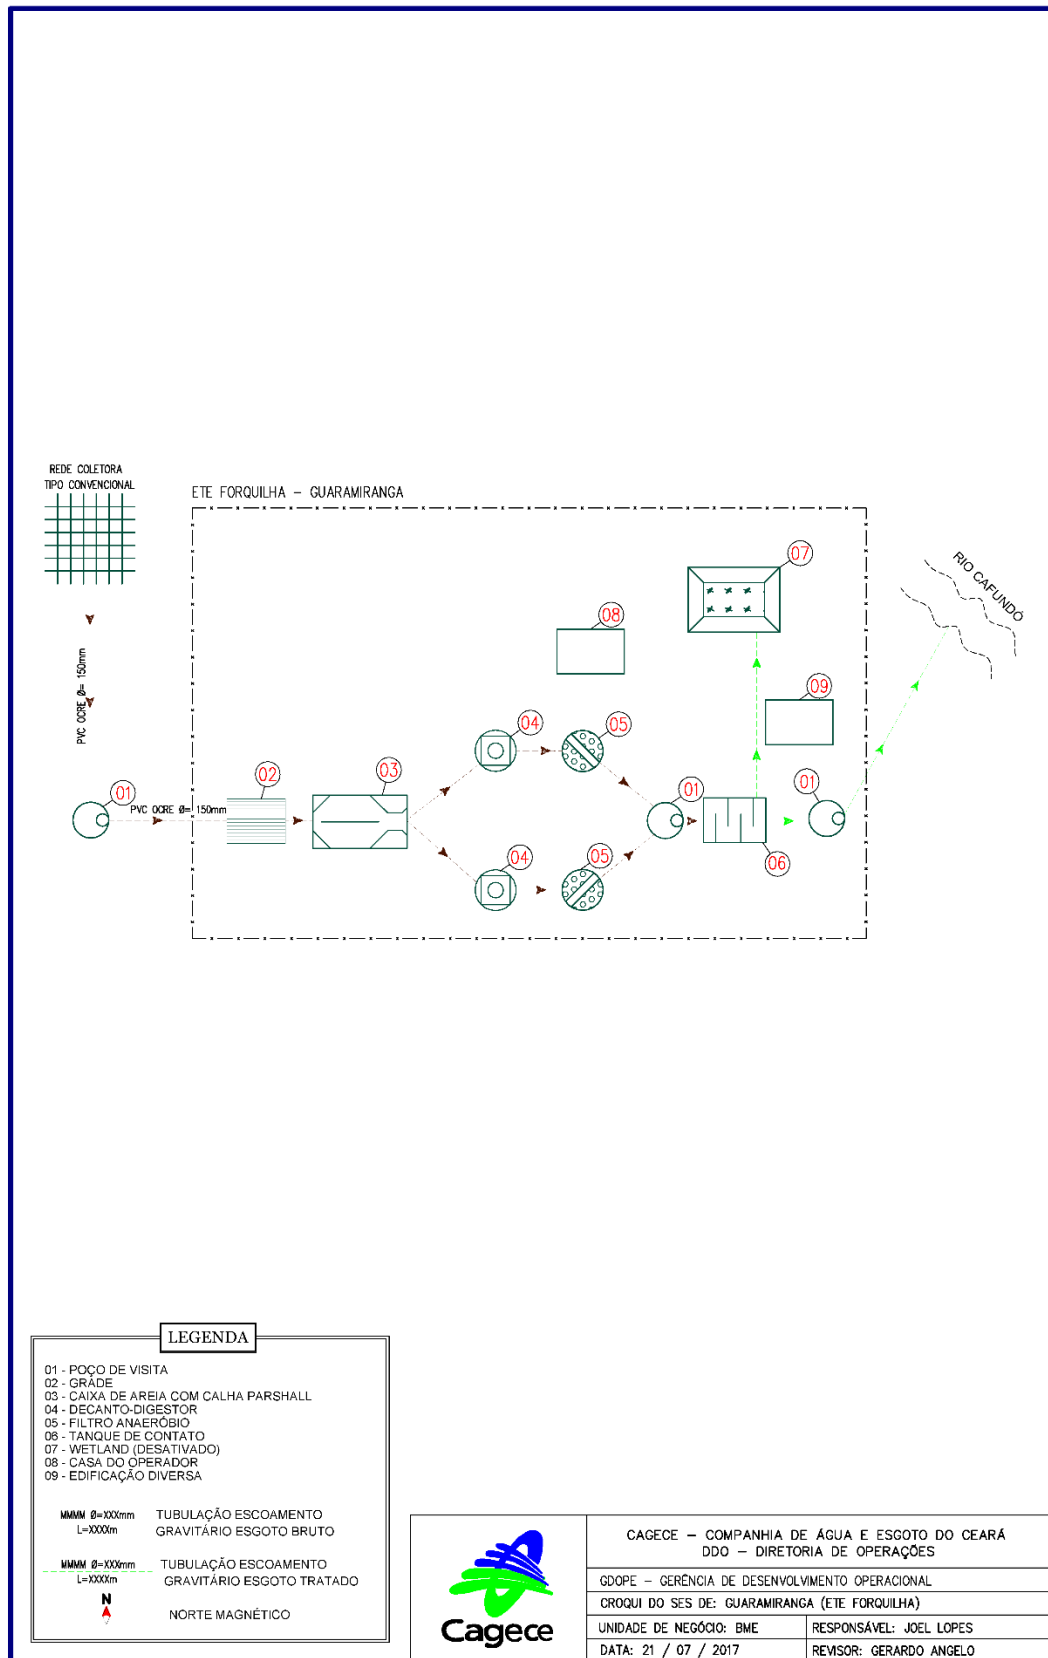 REDE COLETORA
TIPO CONVENCIONAL
ETE FORQUILHA - GUARAMIRANGA
RIO CAFUNDÓ
07
08
09
PVC OCRE Ø= 150mm
04
05
03
02
01
PVC OCRE Ø= 150mm
01
01
06
04
05
LEGENDA
01 - POÇO DE VISITA
02 - GRADE
03 - CAIXA DE AREIA COM CALHA PARSHALL
04 - DECANTO-DIGESTOR
05 - FILTRO ANAERÓBIO
06 - TANQUE DE CONTATO
07 - WETLAND (DESATIVADO)
08 - CASA DO OPERADOR
09 - EDIFICAÇÃO DIVERSA
MMMM Ø=XXXmm TUBULAÇÃO ESCOAMENTO
L=XXXXm GRAVITÁRIO ESGOTO BRUTO
MMMM Ø=XXXmm TUBULAÇÃO ESCOAMENTO
L=XXXXm GRAVITÁRIO ESGOTO TRATADO
N
NORTE MAGNÉTICO
Cagece
CAGECE - COMPANHIA DE ÁGUA E ESGOTO DO CEARÁ
DDO - DIRETORIA DE OPERAÇÕES
GDOPE - GERÊNCIA DE DESENVOLVIMENTO OPERACIONAL
CROQUI DO SES DE: GUARAMIRANGA (ETE FORQUILHA)
UNIDADE DE NEGÓCIO: BME
RESPONSÁVEL: JOEL LOPES
DATA: 21 / 07 / 2017
REVISOR: GERARDO ANGELO